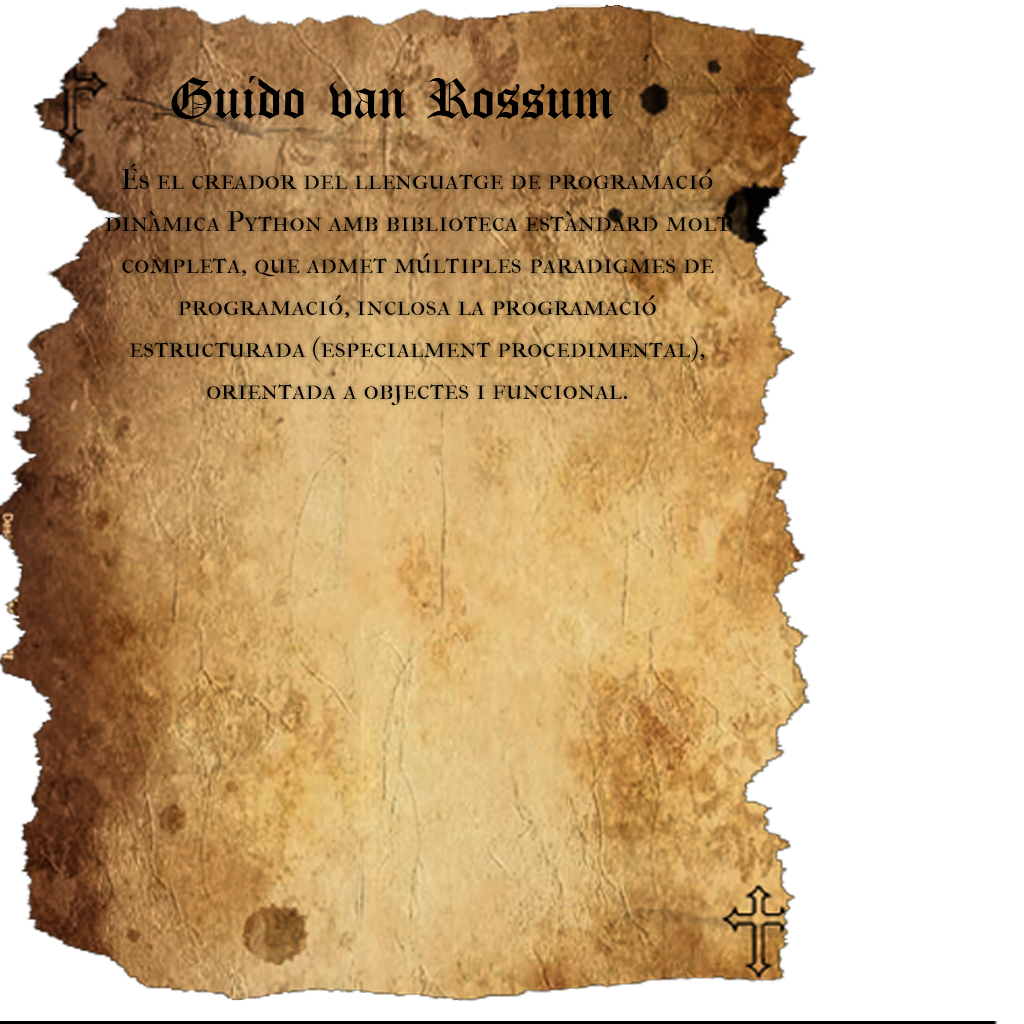 Guido van Rossum
És el creador del llenguatge de programació
dinàmica Python amb biblioteca estàndard molt
completa, que admet múltiples paradigmes de
programació, inclosa la programació
estructurada (especialment procedimental),
orientada a objectes i funcional.